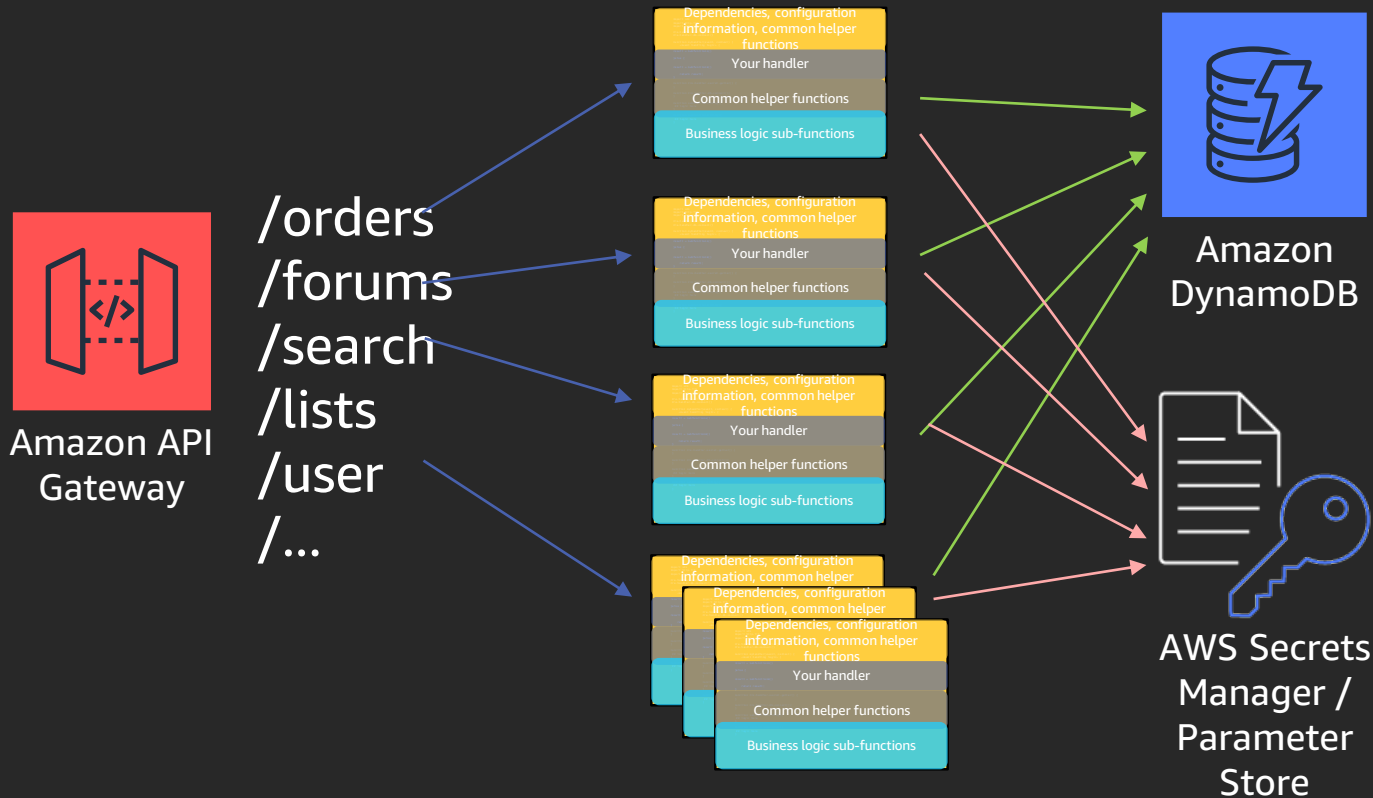 Amazon API
Gateway
/orders
/forums
/search
/lists
/user
/...
Dependencies, configuration
information, common helper
functions
Your handler
Common helper functions
Business logic sub-functions
Dependencies, configuration
information, common helper
functions
Your handler
Common helper functions
Business logic sub-functions
Dependencies, configuration
information, common helper
functions
Your handler
Common helper functions
Business logic sub-functions
Dependencies, configuration
information, common helper
Dependencies, configuration
information, common helper
Dependencies, configuration
information, common helper
functions
Your handler
Common helper functions
Business logic sub-functions
Amazon
DynamoDB
AWS Secrets
Manager /
Parameter
Store